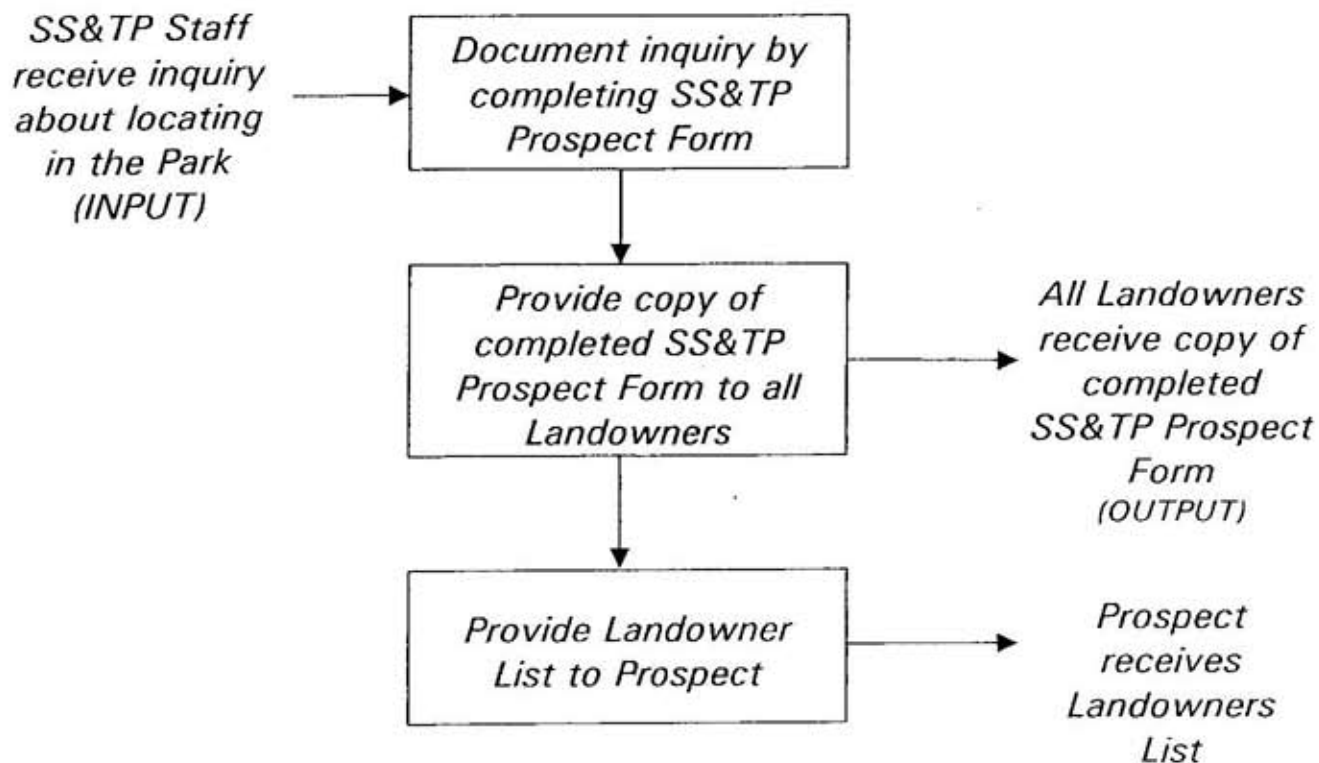 SS&TP Staff
receive inquiry
about locating
in the Park
(INPUT)
Document inquiry by
completing SS&TP
Prospect Form
Provide copy of
completed SS&TP
Prospect Form to all
Landowners
All Landowners
receive copy of
completed
SS&TP Prospect
Form
(OUTPUT)
Provide Landowner
List to Prospect
Prospect
receives
Landowners
List